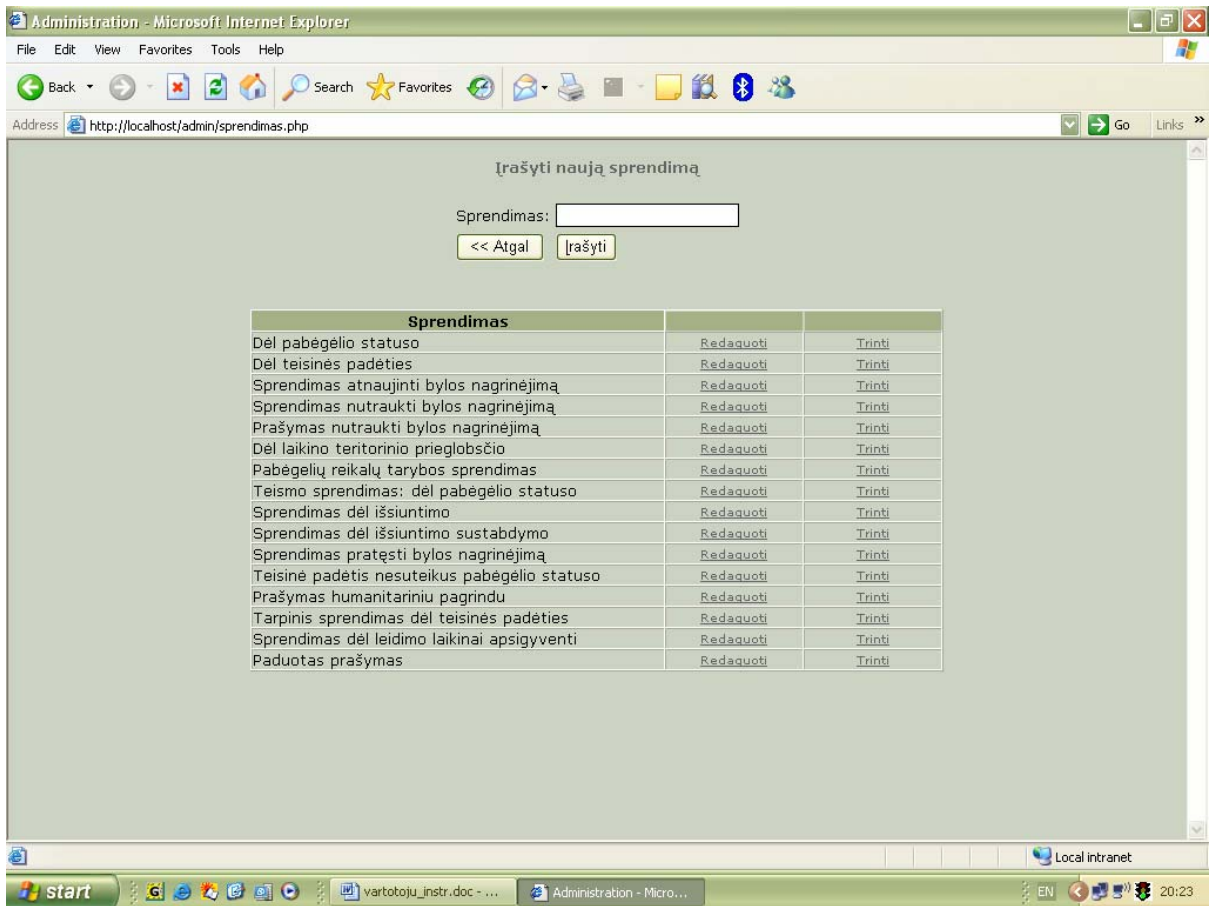 Administration - Microsoft Internet Explorer
File Edit View Favorites Tools Help
Back Search Favorites
Address http://localhost/admin/sprendimas.php Go Links »
Įrašyti naują sprendimą
Sprendimas:
<< Atgal Įrašyti
Sprendimas
Dėl pabėgėlio statuso Redaguoti Trinti
Dėl teisinės padėties Redaguoti Trinti
Sprendimas atnaujinti bylos nagrinėjimą Redaguoti Trinti
Sprendimas nutraukti bylos nagrinėjimą Redaguoti Trinti
Prašymas nutraukti bylos nagrinėjimą Redaguoti Trinti
Dėl laikino teritorinio prieglobsčio Redaguoti Trinti
Pabėgelių reikalų tarybos sprendimas Redaguoti Trinti
Teismo sprendimas: dėl pabėgėlio statuso Redaguoti Trinti
Sprendimas dėl išsiuntimo Redaguoti Trinti
Sprendimas dėl išsiuntimo sustabdymo Redaguoti Trinti
Sprendimas pratęsti bylos nagrinėjimą Redaguoti Trinti
Teisinė padėtis nesuteikus pabėgėlio statuso Redaguoti Trinti
Prašymas humanitariniu pagrindu Redaguoti Trinti
Tarpinis sprendimas dėl teisinės padėties Redaguoti Trinti
Sprendimas dėl leidimo laikinai apsigyventi Redaguoti Trinti
Paduotas prašymas Redaguoti Trinti
Local intranet
start vartotoju_instr.doc - ... Administration - Micro... EN 20:23